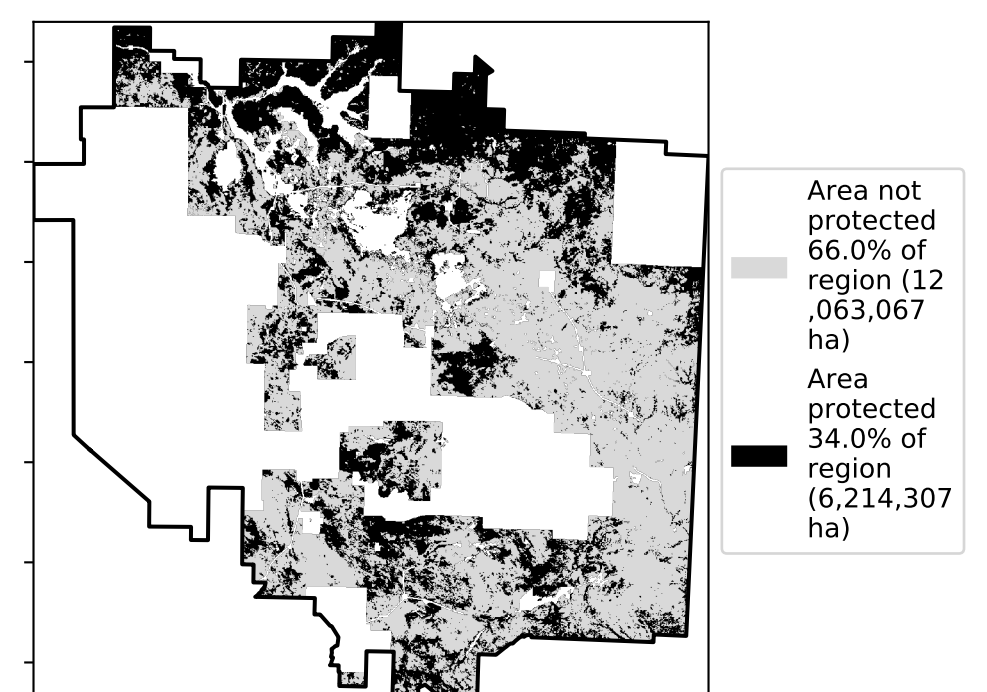 Area not
protected
66.0% of
region (12
,063,067
ha)
Area
protected
34.0% of
region
(6,214,307
ha)